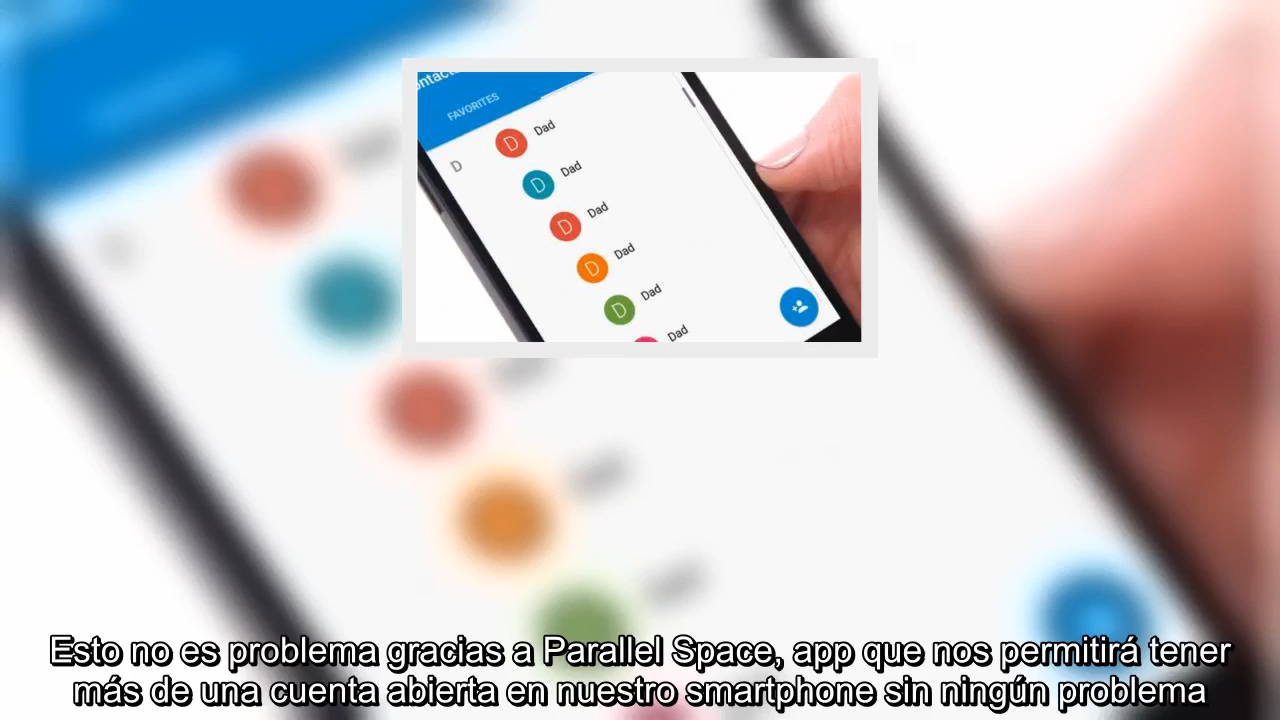 FAVORITES
D
D Dad
D Dad
D Dad
D Dad
D Dad
Dad
Esto no es problema gracias a Parallel Space, app que nos permitirá tener
más de una cuenta abierta en nuestro smartphone sin ningún problema